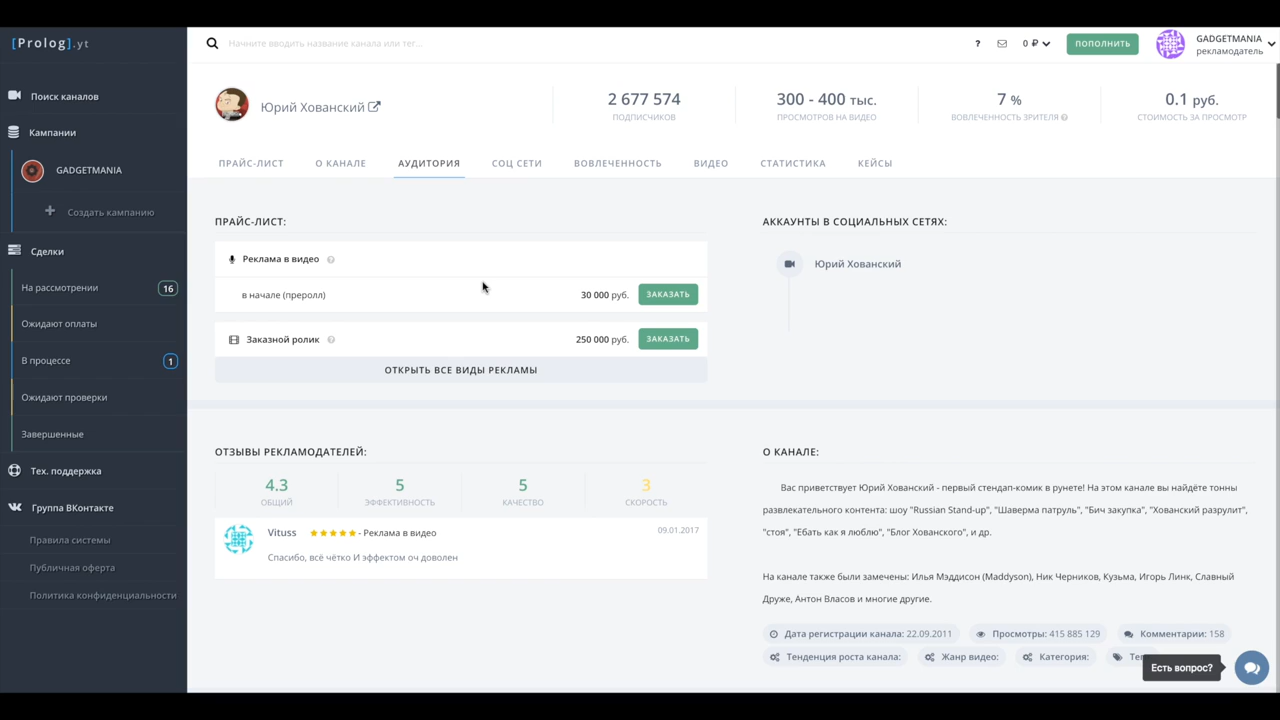 [Prolog].yt
Поиск каналов
Кампании
GADGETMANIA
Создать кампанию
Сделки
На рассмотрении 16
Ожидают оплаты
В процессе 1
Ожидают проверки
Завершенные
Тех. поддержка
Группа ВКонтакте
Правила системы
Публичная оферта
Политика конфиденциальности
Начните вводить название канала или тег...
? 0 ₽ ПОПОЛНИТЬ
GADGETMANIA
рекламодатель
Юрий Хованский
2 677 574
ПОДПИСЧИКОВ
300 - 400 тыс.
ПРОСМОТРОВ НА ВИДЕО
7 %
ВОВЛЕЧЕННОСТЬ ЗРИТЕЛЯ ?
0.1 руб.
СТОИМОСТЬ ЗА ПРОСМОТР
ПРАЙС-ЛИСТ О КАНАЛЕ АУДИТОРИЯ СОЦ СЕТИ ВОВЛЕЧЕННОСТЬ ВИДЕО СТАТИСТИКА КЕЙСЫ
ПРАЙС-ЛИСТ:
Реклама в видео ?
в начале (преролл) 30 000 руб. ЗАКАЗАТЬ
Заказной ролик ? 250 000 руб. ЗАКАЗАТЬ
ОТКРЫТЬ ВСЕ ВИДЫ РЕКЛАМЫ
АККАУНТЫ В СОЦИАЛЬНЫХ СЕТЯХ:
Юрий Хованский
ОТЗЫВЫ РЕКЛАМОДАТЕЛЕЙ:
4.3 5 5 3
ОБЩИЙ ЭФФЕКТИВНОСТЬ КАЧЕСТВО СКОРОСТЬ
Vituss ★★★★★ - Реклама в видео 09.01.2017
Спасибо, всё чётко И эффектом оч доволен
О КАНАЛЕ:
Вас приветствует Юрий Хованский - первый стендап-комик в рунете! На этом канале вы найдёте тонны
развлекательного контента: шоу "Russian Stand-up", "Шаверма патруль", "Бич закупка", "Хованский разрулит",
"стоя", "Ебать как я люблю", "Блог Хованского", и др.
На канале также были замечены: Илья Мэддисон (Maddyson), Ник Черников, Кузьма, Игорь Линк, Славный
Друже, Антон Власов и многие другие.
Дата регистрации канала: 22.09.2011 Просмотры: 415 885 129 Комментарии: 158
Тенденция роста канала: Жанр видео: Категория:
Есть вопрос?